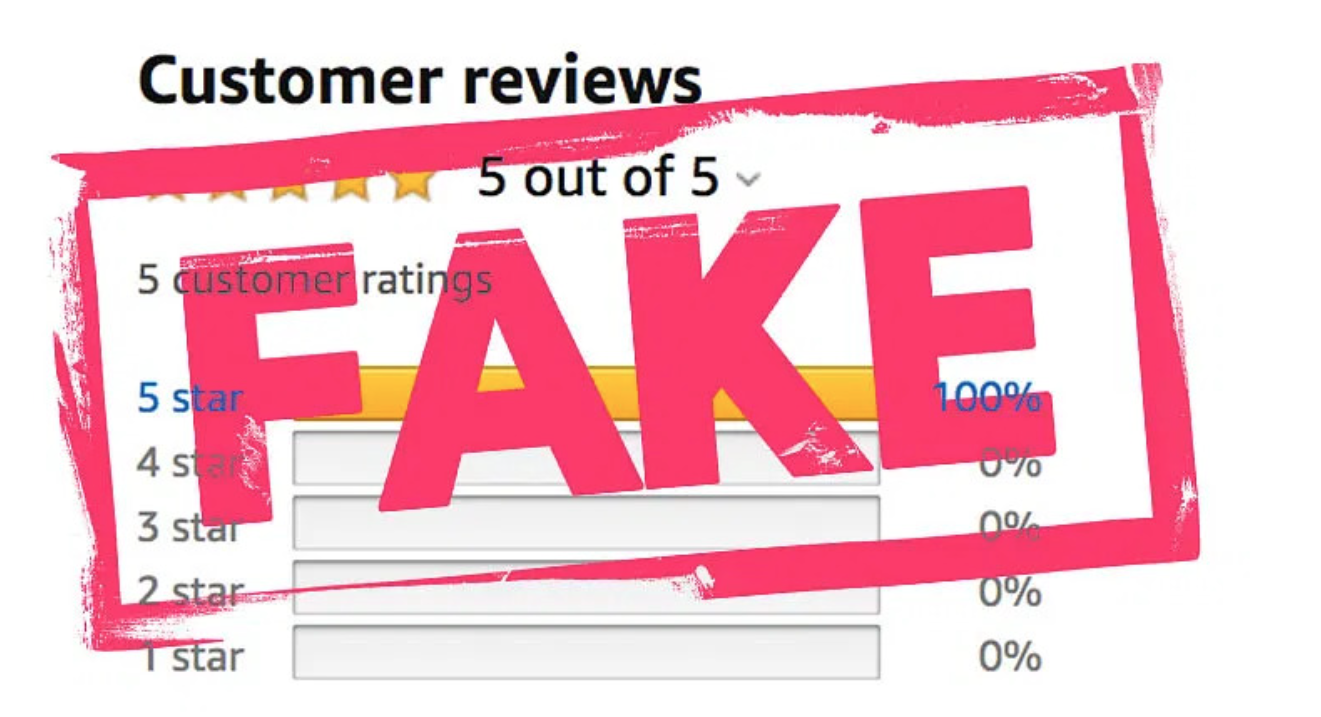 Customer reviews
5 out of 5
5 customer ratings
FAKE
5 star 100%
4 star 0%
3 star 0%
2 star 0%
1 star 0%